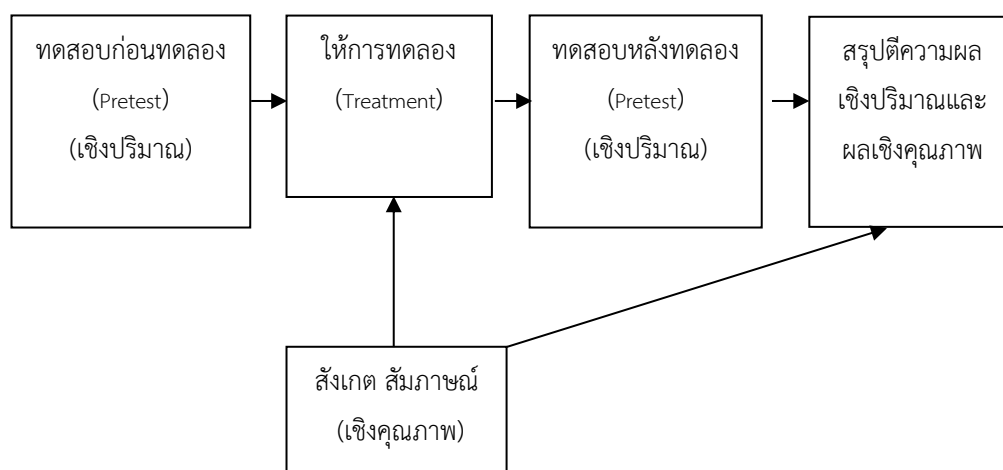 ทดสอบก่อนทดลอง
(Pretest)
(เชิงปริมาณ)
ให้การทดลอง
(Treatment)
ทดสอบหลังทดลอง
(Pretest)
(เชิงปริมาณ)
สรุปตีความผล
เชิงปริมาณและ
ผลเชิงคุณภาพ
สังเกต สัมภาษณ์
(เชิงคุณภาพ)